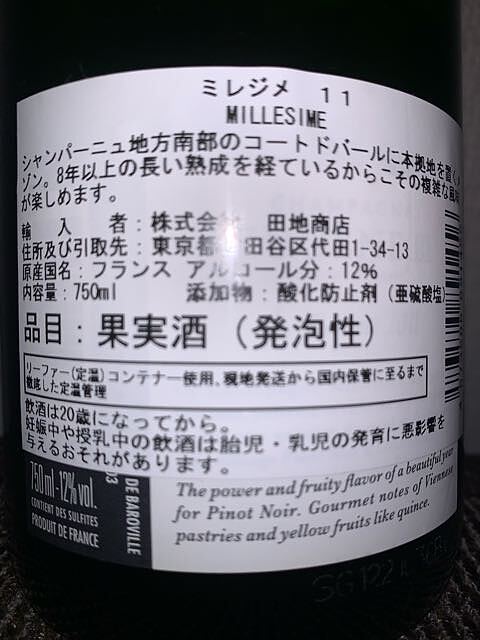 ミレジメ 11
MILLESIME
シャンパーニュ地方南部のコートドバールに本拠地を置く
ゾン。8年以上の長い熟成を経ているからこその複雑な風味
が楽しめます。
輸入者:株式会社 田地商店
住所及び引取先:東京都世田谷区代田1-34-13
原産国名:フランス アルコール分:12%
内容量:750ml 添加物:酸化防止剤(亜硫酸塩)
品目:果実酒(発泡性)
リーファー(定温)コンテナー使用、現地発送から国内保管に至るまで
徹底した定温管理
飲酒は20歳になってから。
妊娠中や授乳中の飲酒は胎児・乳児の発育に悪影響を
与えるおそれがあります。
750 ml - 12% vol.
CONTIENT DES SULFITES
PRODUIT DE FRANCE
DE BAROVILLE
The power and fruity flavor of a beautiful year
for Pinot Noir. Gourmet notes of Viennese
pastries and yellow fruits like quince.